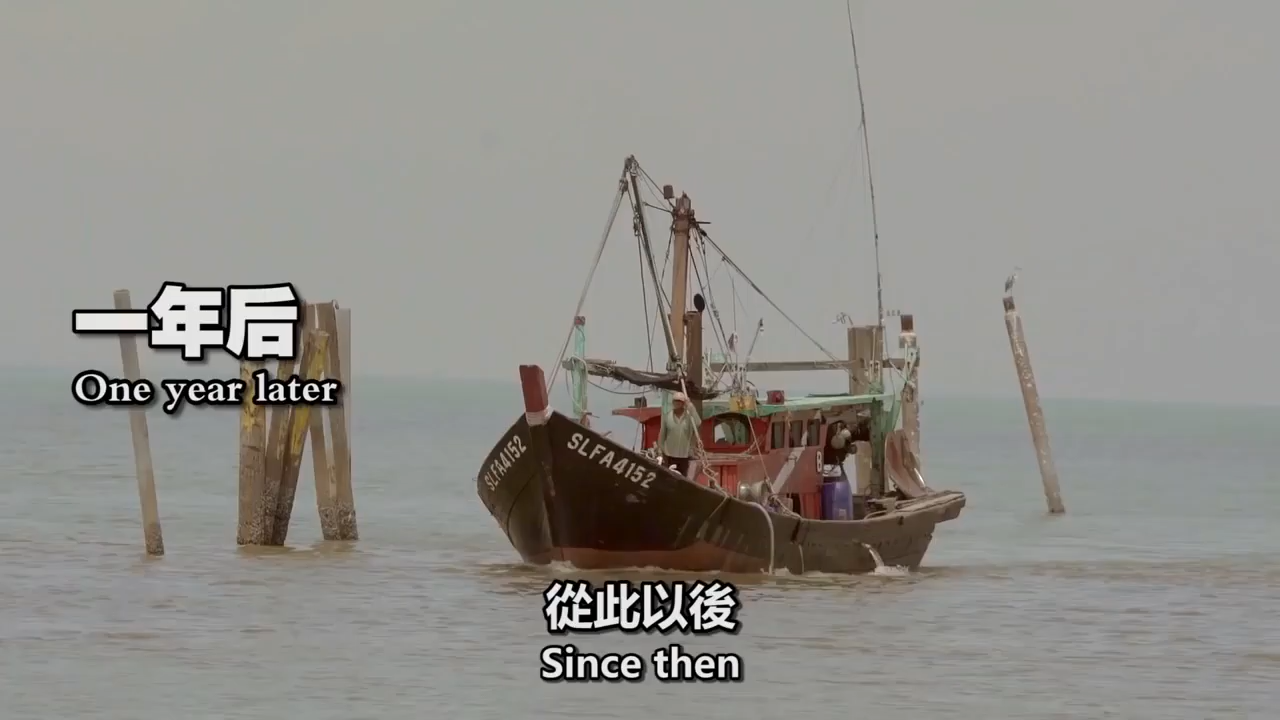 一年后
One year later
SLFA4152
SLFA4152
從此以後
Since then